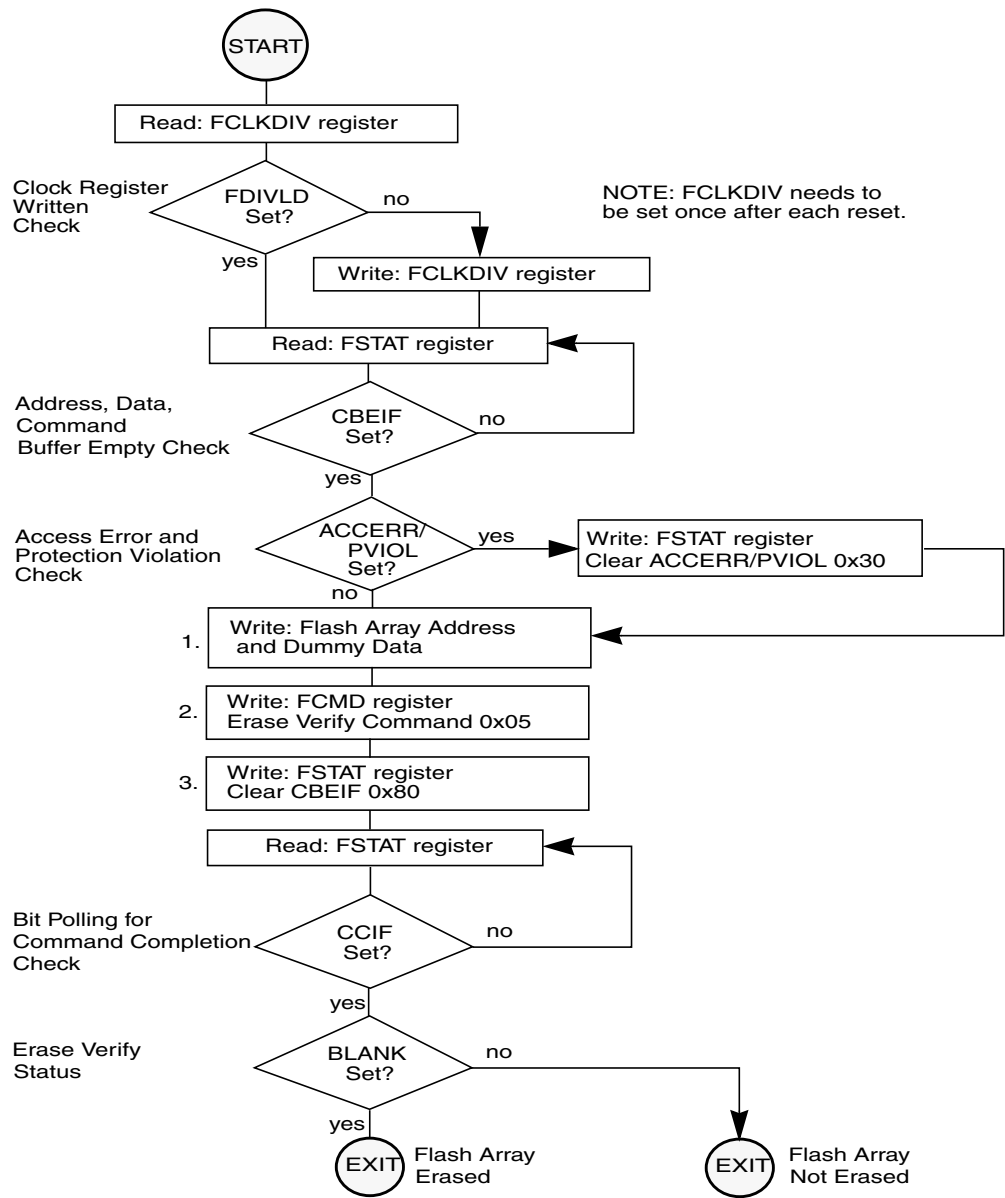 START
Read: FCLKDIV register
Clock Register
Written
Check
FDIVLD
Set?
no
yes
NOTE: FCLKDIV needs to
be set once after each reset.
Write: FCLKDIV register
Read: FSTAT register
Address, Data,
Command
Buffer Empty Check
CBEIF
Set?
no
yes
Access Error and
Protection Violation
Check
ACCERR/
PVIOL
Set?
yes
no
Write: FSTAT register
Clear ACCERR/PVIOL 0x30
1.
Write: Flash Array Address
and Dummy Data
2.
Write: FCMD register
Erase Verify Command 0x05
3.
Write: FSTAT register
Clear CBEIF 0x80
Read: FSTAT register
Bit Polling for
Command Completion
Check
CCIF
Set?
no
yes
Erase Verify
Status
BLANK
Set?
no
yes
EXIT
Flash Array
Erased
EXIT
Flash Array
Not Erased